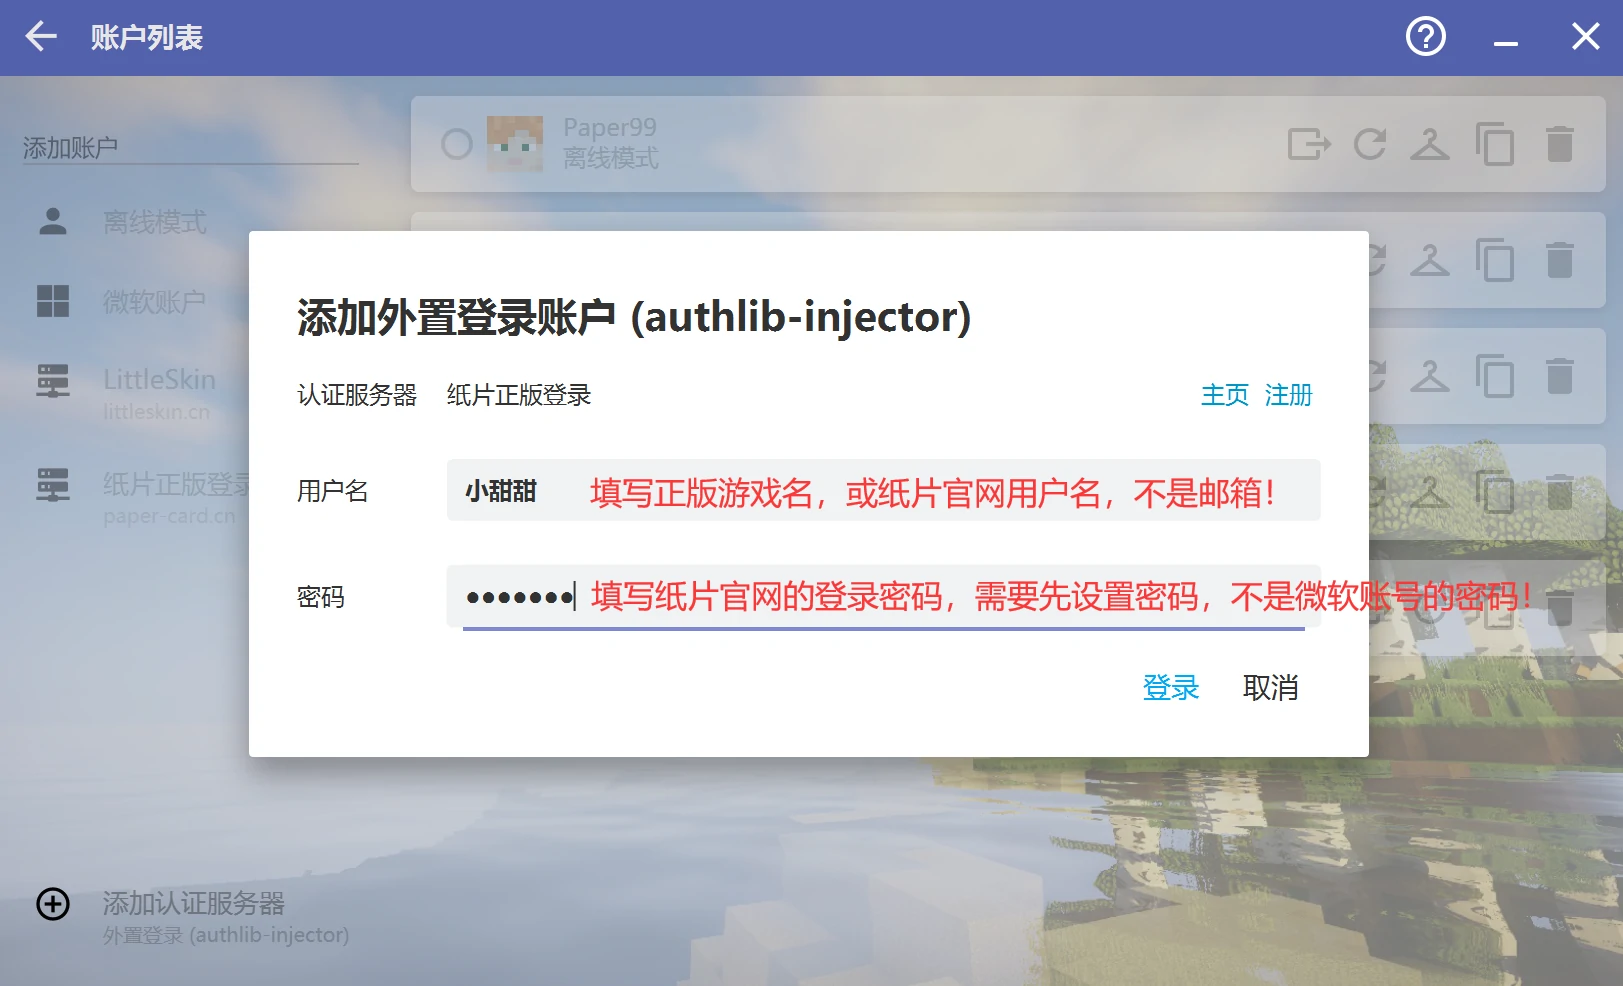 账户列表
添加账户
离线模式
微软账户
LittleSkin
littleskin.cn
纸片正版登录
paper-card.cn
添加认证服务器
外置登录 (authlib-injector)
Paper99
离线模式
添加外置登录账户 (authlib-injector)
认证服务器 纸片正版登录 主页 注册
用户名 小甜甜 填写正版游戏名，或纸片官网用户名，不是邮箱！
密码 ●●●●●●● 填写纸片官网的登录密码，需要先设置密码，不是微软账号的密码！
登录 取消